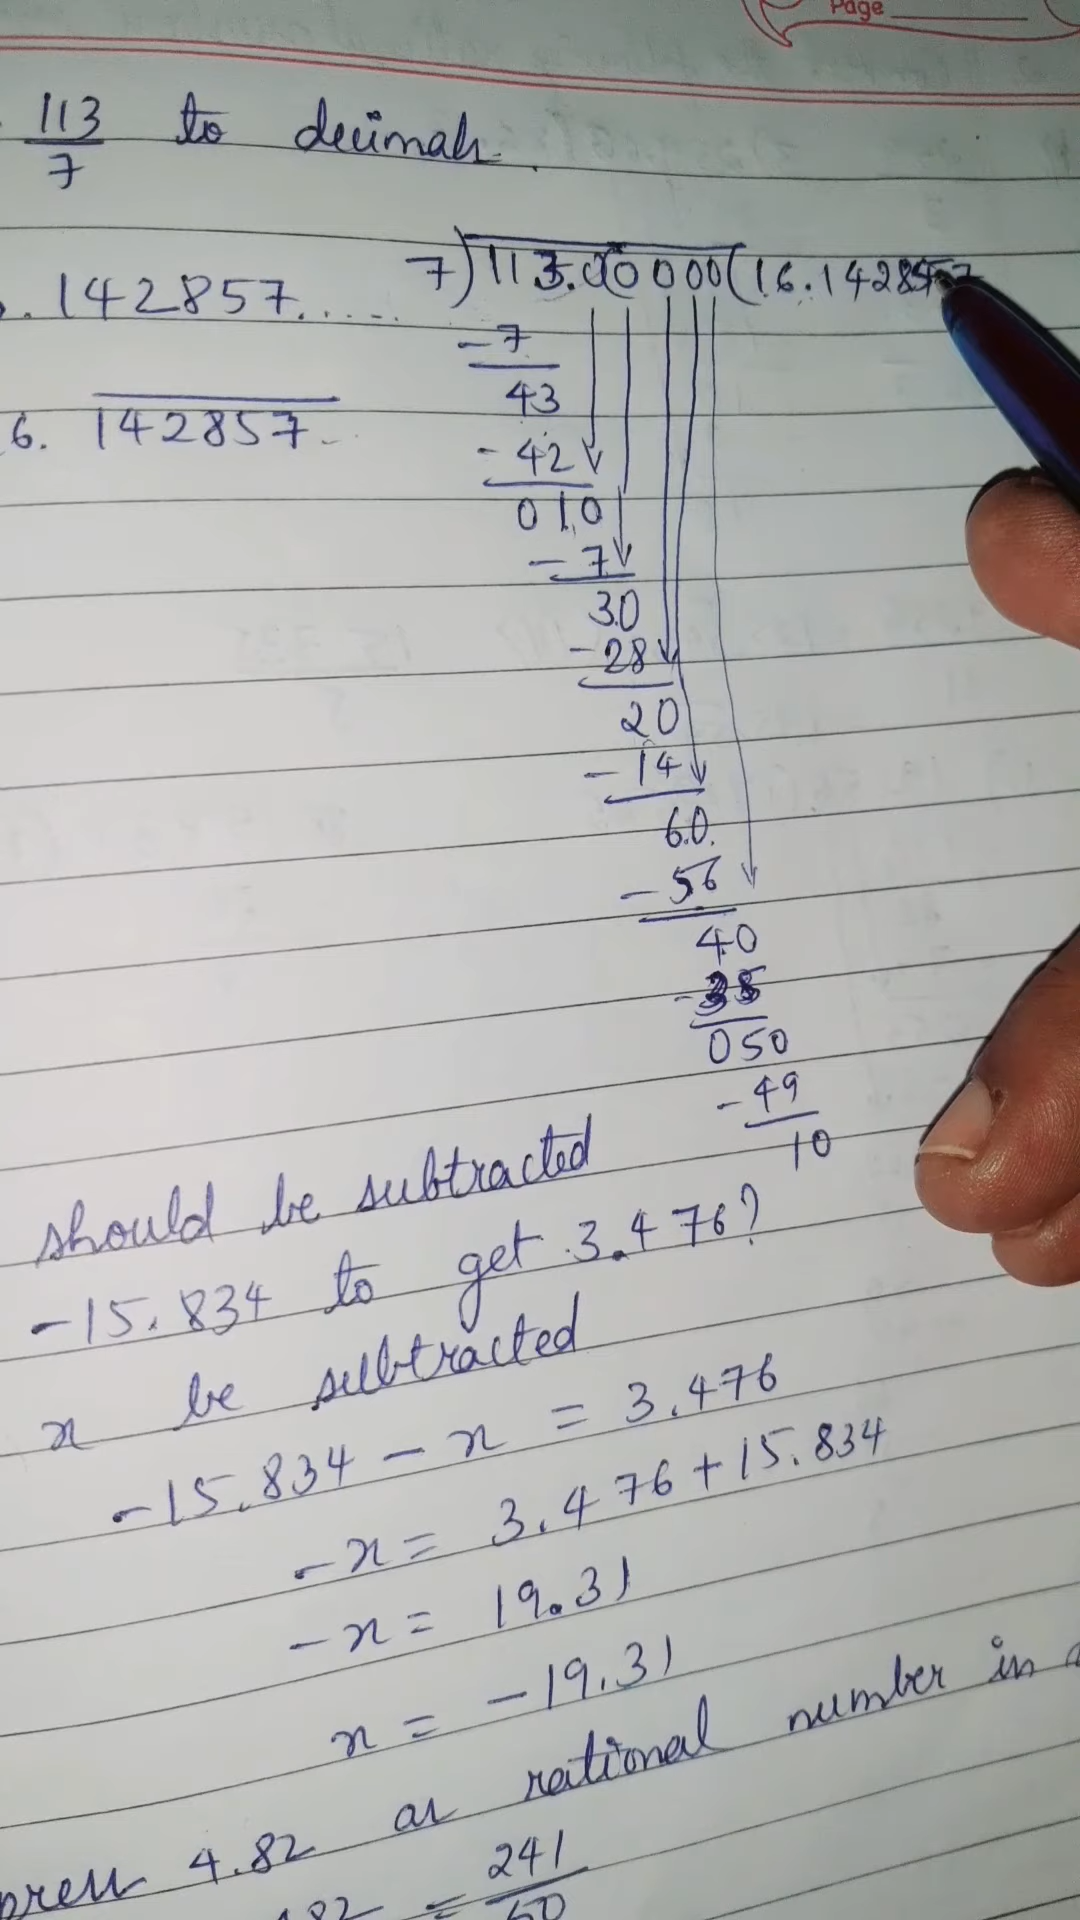 Page
113
7
to decimals.
.142857......
6. 142857..
7)113.00000(16.142857
-7
43
-42
010
-7
30
-28
20
-14
60
-56
40
-35
050
-49
10
should be subtracted
-15.834 to get 3.476?
x be subtracted
-15.834 - x = 3.476
-x = 3.476 + 15.834
-x = 19.31
x = -19.31
4.82 as rational number in
82 = 241
50